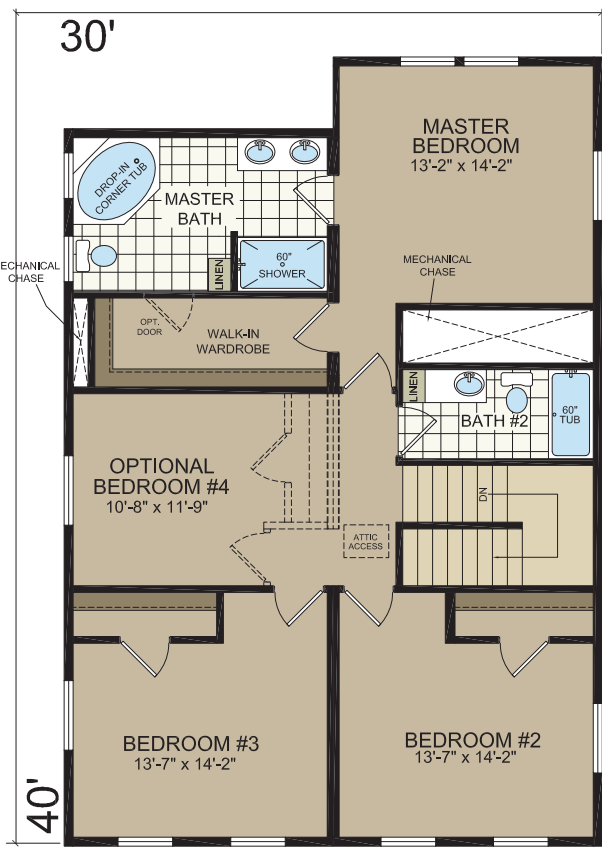 30'
MASTER
BEDROOM
13'-2" x 14'-2"
DROP-IN
CORNER TUB
MASTER
BATH
60"
SHOWER
LINEN
ECHANICAL
CHASE
MECHANICAL
CHASE
OPT.
DOOR
WALK-IN
WARDROBE
LINEN
BATH #2
60"
TUB
OPTIONAL
BEDROOM #4
10'-8" x 11'-9"
DN
ATTIC
ACCESS
BEDROOM #3
13'-7" x 14'-2"
BEDROOM #2
13'-7" x 14'-2"
40'